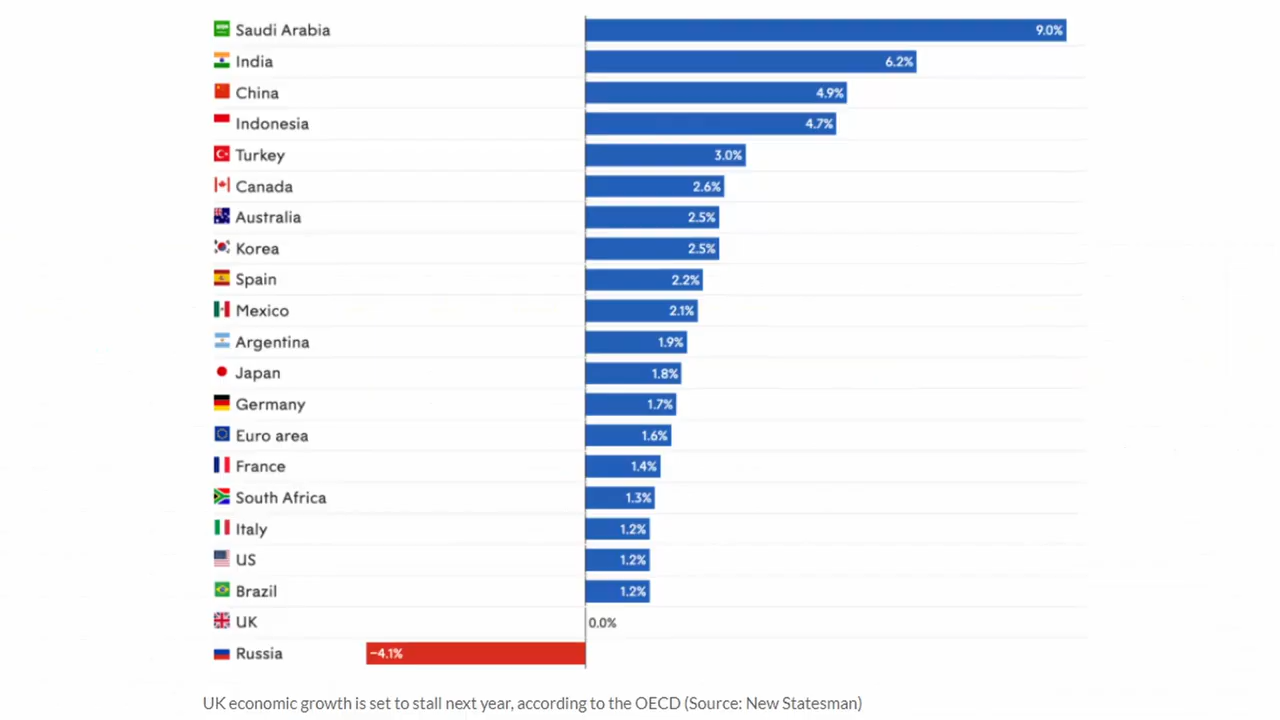 Saudi Arabia 9.0%
India 6.2%
China 4.9%
Indonesia 4.7%
Turkey 3.0%
Canada 2.6%
Australia 2.5%
Korea 2.5%
Spain 2.2%
Mexico 2.1%
Argentina 1.9%
Japan 1.8%
Germany 1.7%
Euro area 1.6%
France 1.4%
South Africa 1.3%
Italy 1.2%
US 1.2%
Brazil 1.2%
UK 0.0%
Russia −4.1%
UK economic growth is set to stall next year, according to the OECD (Source: New Statesman)